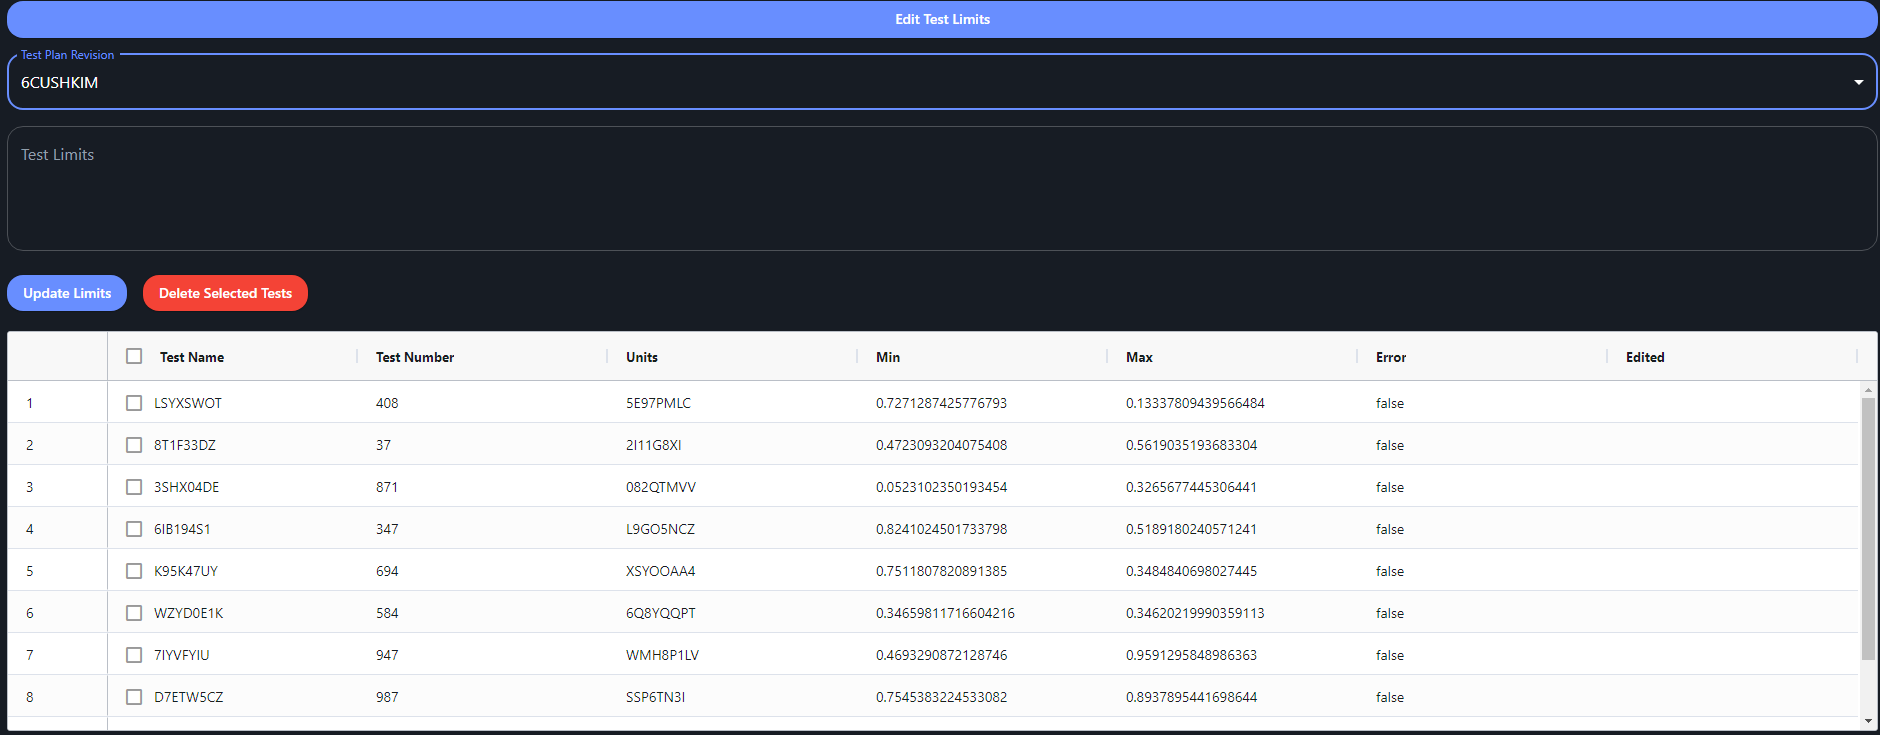 Edit Test Limits
Test Plan Revision
6CUSHKIM
Test Limits
Update Limits Delete Selected Tests
Test Name Test Number Units Min Max Error Edited
1 LSYXSWOT 408 5E97PMLC 0.7271287425776793 0.13337809439566484 false
2 8T1F33DZ 37 2I11G8XI 0.4723093204075408 0.5619035193683304 false
3 3SHX04DE 871 082QTMVV 0.0523102350193454 0.3265677445306441 false
4 6IB194S1 347 L9GO5NCZ 0.8241024501733798 0.5189180240571241 false
5 K95K47UY 694 XSYOOAA4 0.7511807820891385 0.3484840698027445 false
6 WZYD0E1K 584 6Q8YQQPT 0.34659811716604216 0.34620219990359113 false
7 7IYVFYIU 947 WMH8P1LV 0.4693290872128746 0.9591295848986363 false
8 D7ETW5CZ 987 SSP6TN3I 0.7545383224533082 0.8937895441698644 false